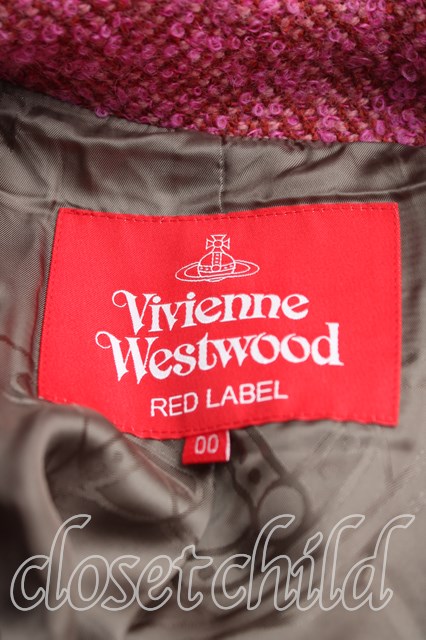 Vivienne
Westwood
RED LABEL
00
closetchild